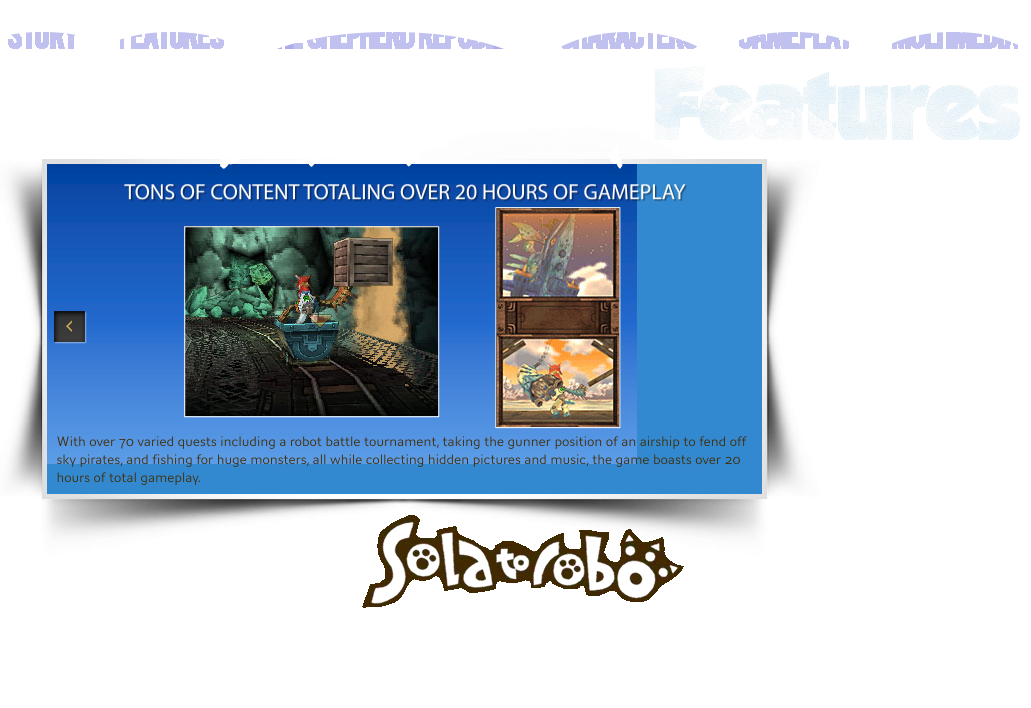 STORY FEATURES THE SHEPHERD REPUBLIC CHARACTERS GAMEPLAY MULTIMEDIA
Features
TONS OF CONTENT TOTALING OVER 20 HOURS OF GAMEPLAY
With over 70 varied quests including a robot battle tournament, taking the gunner position of an airship to fend off
sky pirates, and fishing for huge monsters, all while collecting hidden pictures and music, the game boasts over 20
hours of total gameplay.
Solatorobo